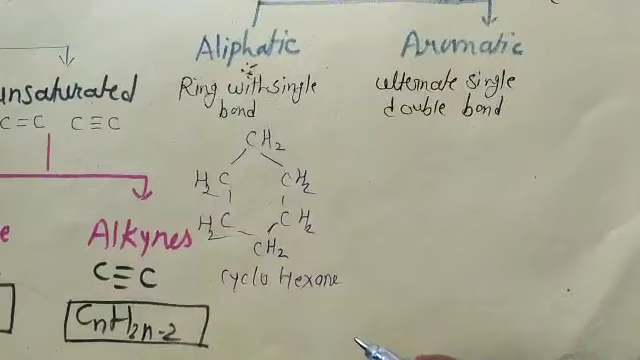 Aliphatic
Aromatic
Ring with single
bond
alternate single
double bond
unsaturated
C=C C≡C
CH2
H2C CH2
H2C CH2
CH2
Cyclo Hexane
Alkynes
C≡C
CnH2n-2